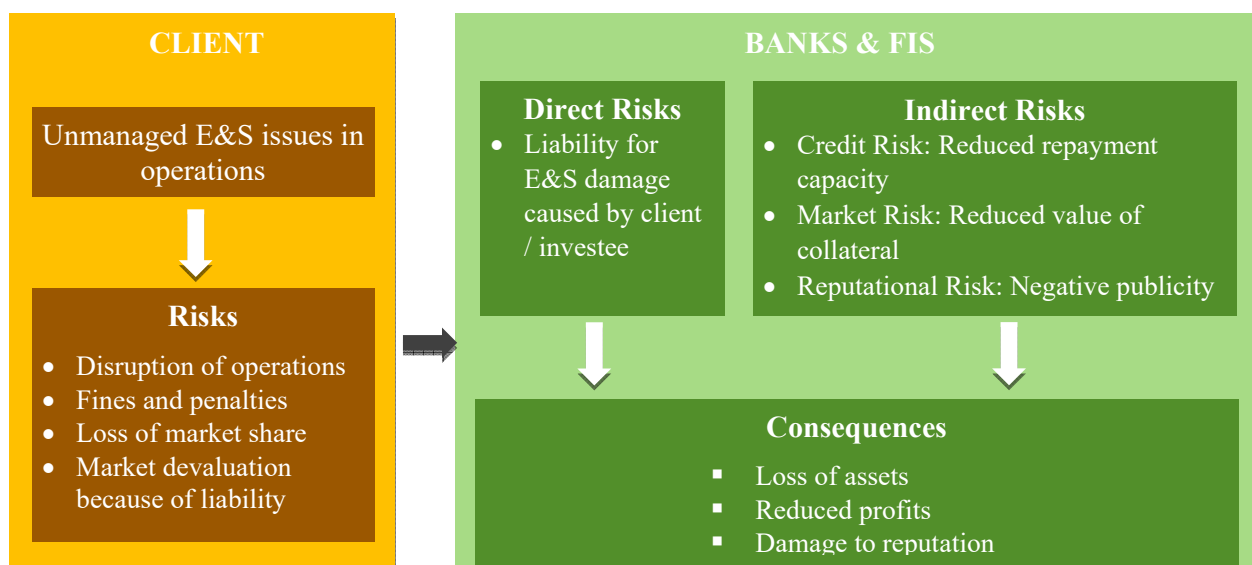 CLIENT
Unmanaged E&S issues in
operations
Risks
• Disruption of operations
• Fines and penalties
• Loss of market share
• Market devaluation
because of liability
BANKS & FIS
Direct Risks
• Liability for
E&S damage
caused by client
/ investee
Indirect Risks
• Credit Risk: Reduced repayment
capacity
• Market Risk: Reduced value of
collateral
• Reputational Risk: Negative publicity
Consequences
▪ Loss of assets
▪ Reduced profits
▪ Damage to reputation